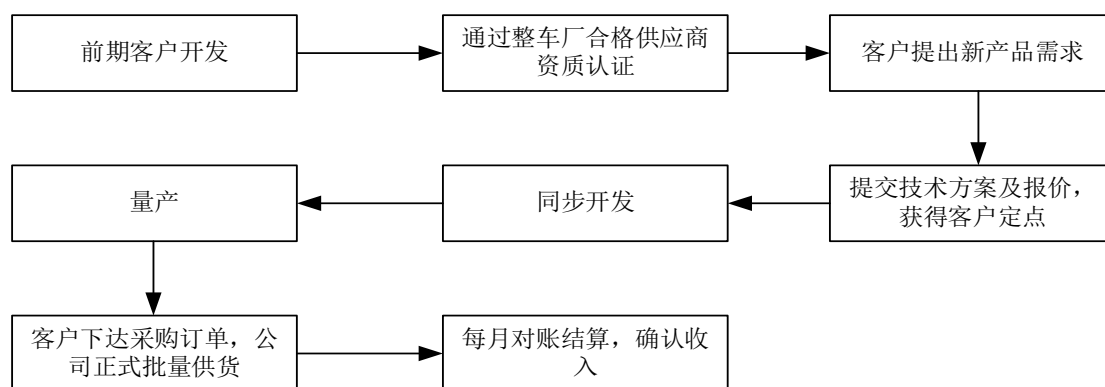 前期客户开发
通过整车厂合格供应商
资质认证
客户提出新产品需求
提交技术方案及报价，
获得客户定点
同步开发
量产
客户下达采购订单，公
司正式批量供货
每月对账结算，确认收
入